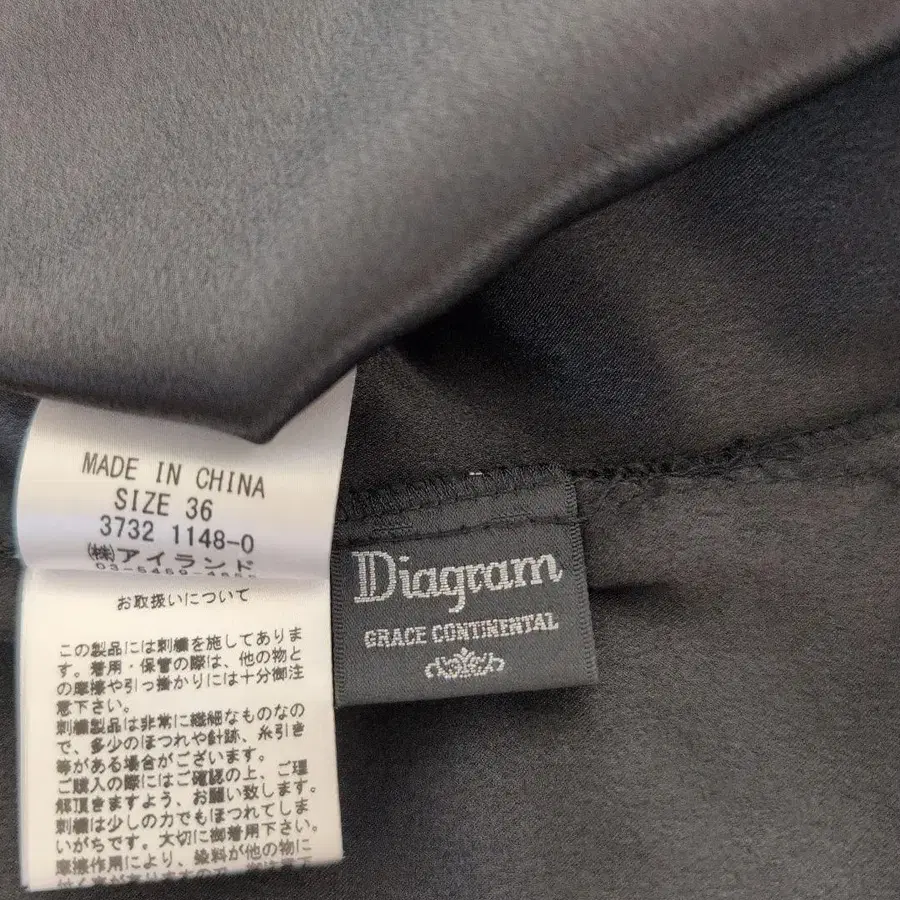 MADE IN CHINA
SIZE 36
3732 1148-0
㈱アイランド
お取扱いについて
この製品には刺繍を施してありま
す。着用・保管の際は、他の物と
の摩擦や引っ掛かりには十分御注
意下さい。
刺繍製品は非常に繊細なものなの
で、多少のほつれや針跡、糸引き
等がある場合がございます。
ご購入の際にはご確認の上、ご理
解頂きますよう、お願い致します。
刺繍は少しの力でもほつれてしま
いがちです。大切に御着用下さい。
摩擦作用により、染料が他の物に
Diagram
GRACE CONTINENTAL